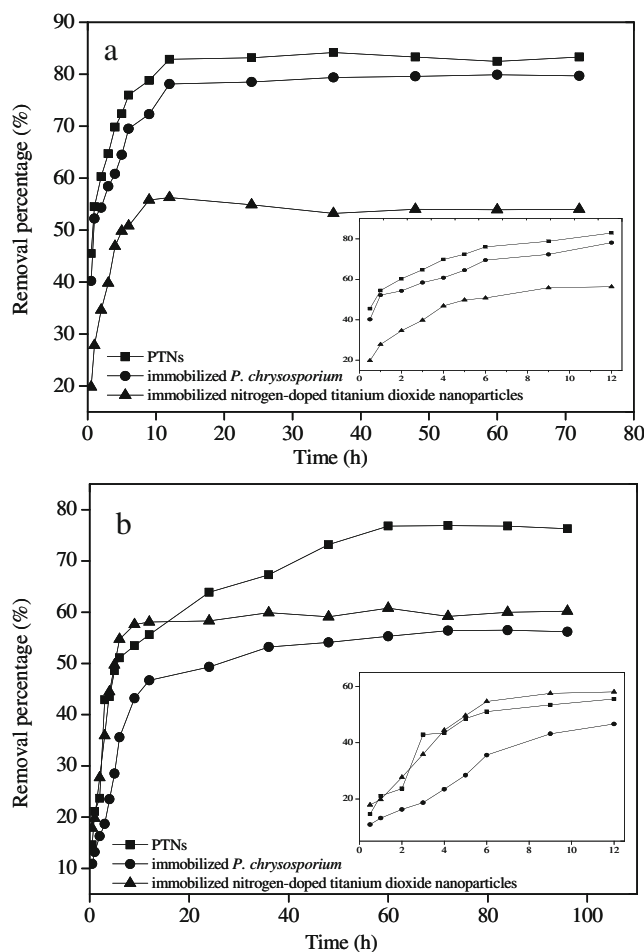 a
Removal percentage (%)
90
80
70
60
50
40
30
20
80
60
40
20
0 2 4 6 8 10 12
PTNs
immobilized P. chrysosporium
immobilized nitrogen-doped titanium dioxide nanoparticles
0 10 20 30 40 50 60 70 80
Time (h)
b
Removal percentage (%)
80
70
60
50
40
30
20
10
60
40
20
0 2 4 6 8 10 12
PTNs
immobilized P. chrysosporium
immobilized nitrogen-doped titanium dioxide nanoparticles
0 20 40 60 80 100
Time (h)